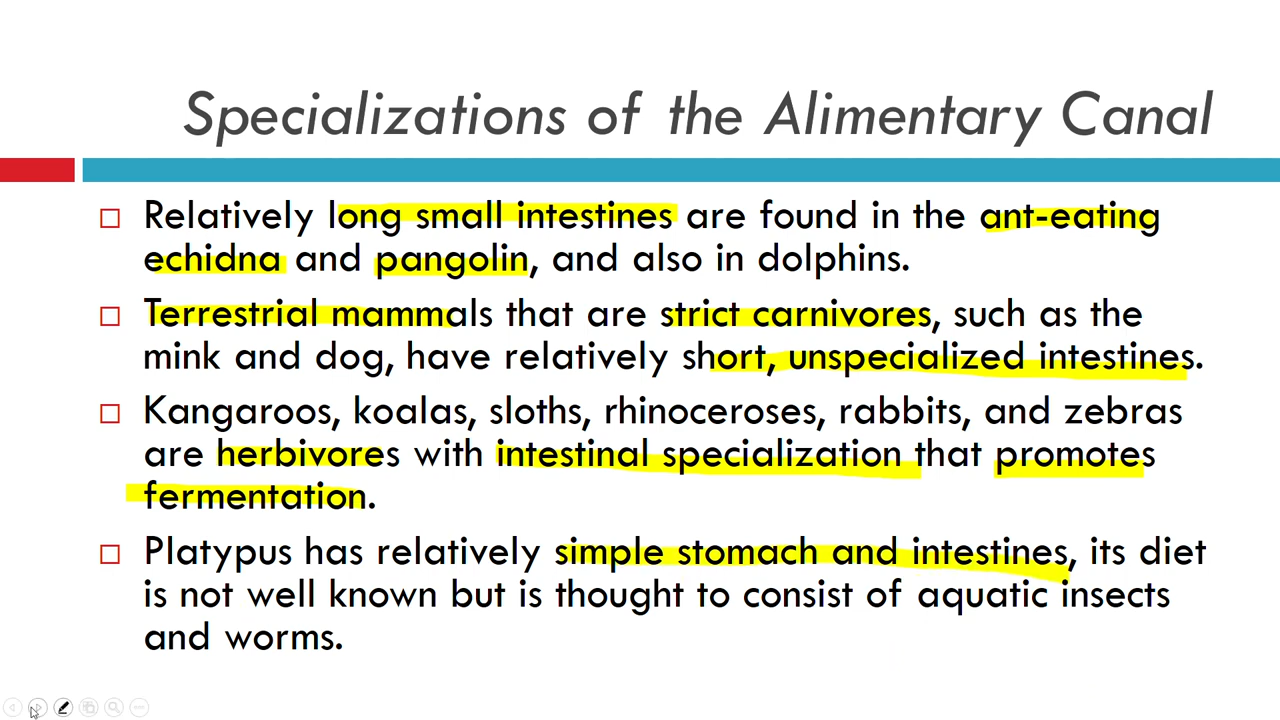 Specializations of the Alimentary Canal
Relatively long small intestines are found in the ant-eating
echidna and pangolin, and also in dolphins.
Terrestrial mammals that are strict carnivores, such as the
mink and dog, have relatively short, unspecialized intestines.
Kangaroos, koalas, sloths, rhinoceroses, rabbits, and zebras
are herbivores with intestinal specialization that promotes
fermentation.
Platypus has relatively simple stomach and intestines, its diet
is not well known but is thought to consist of aquatic insects
and worms.